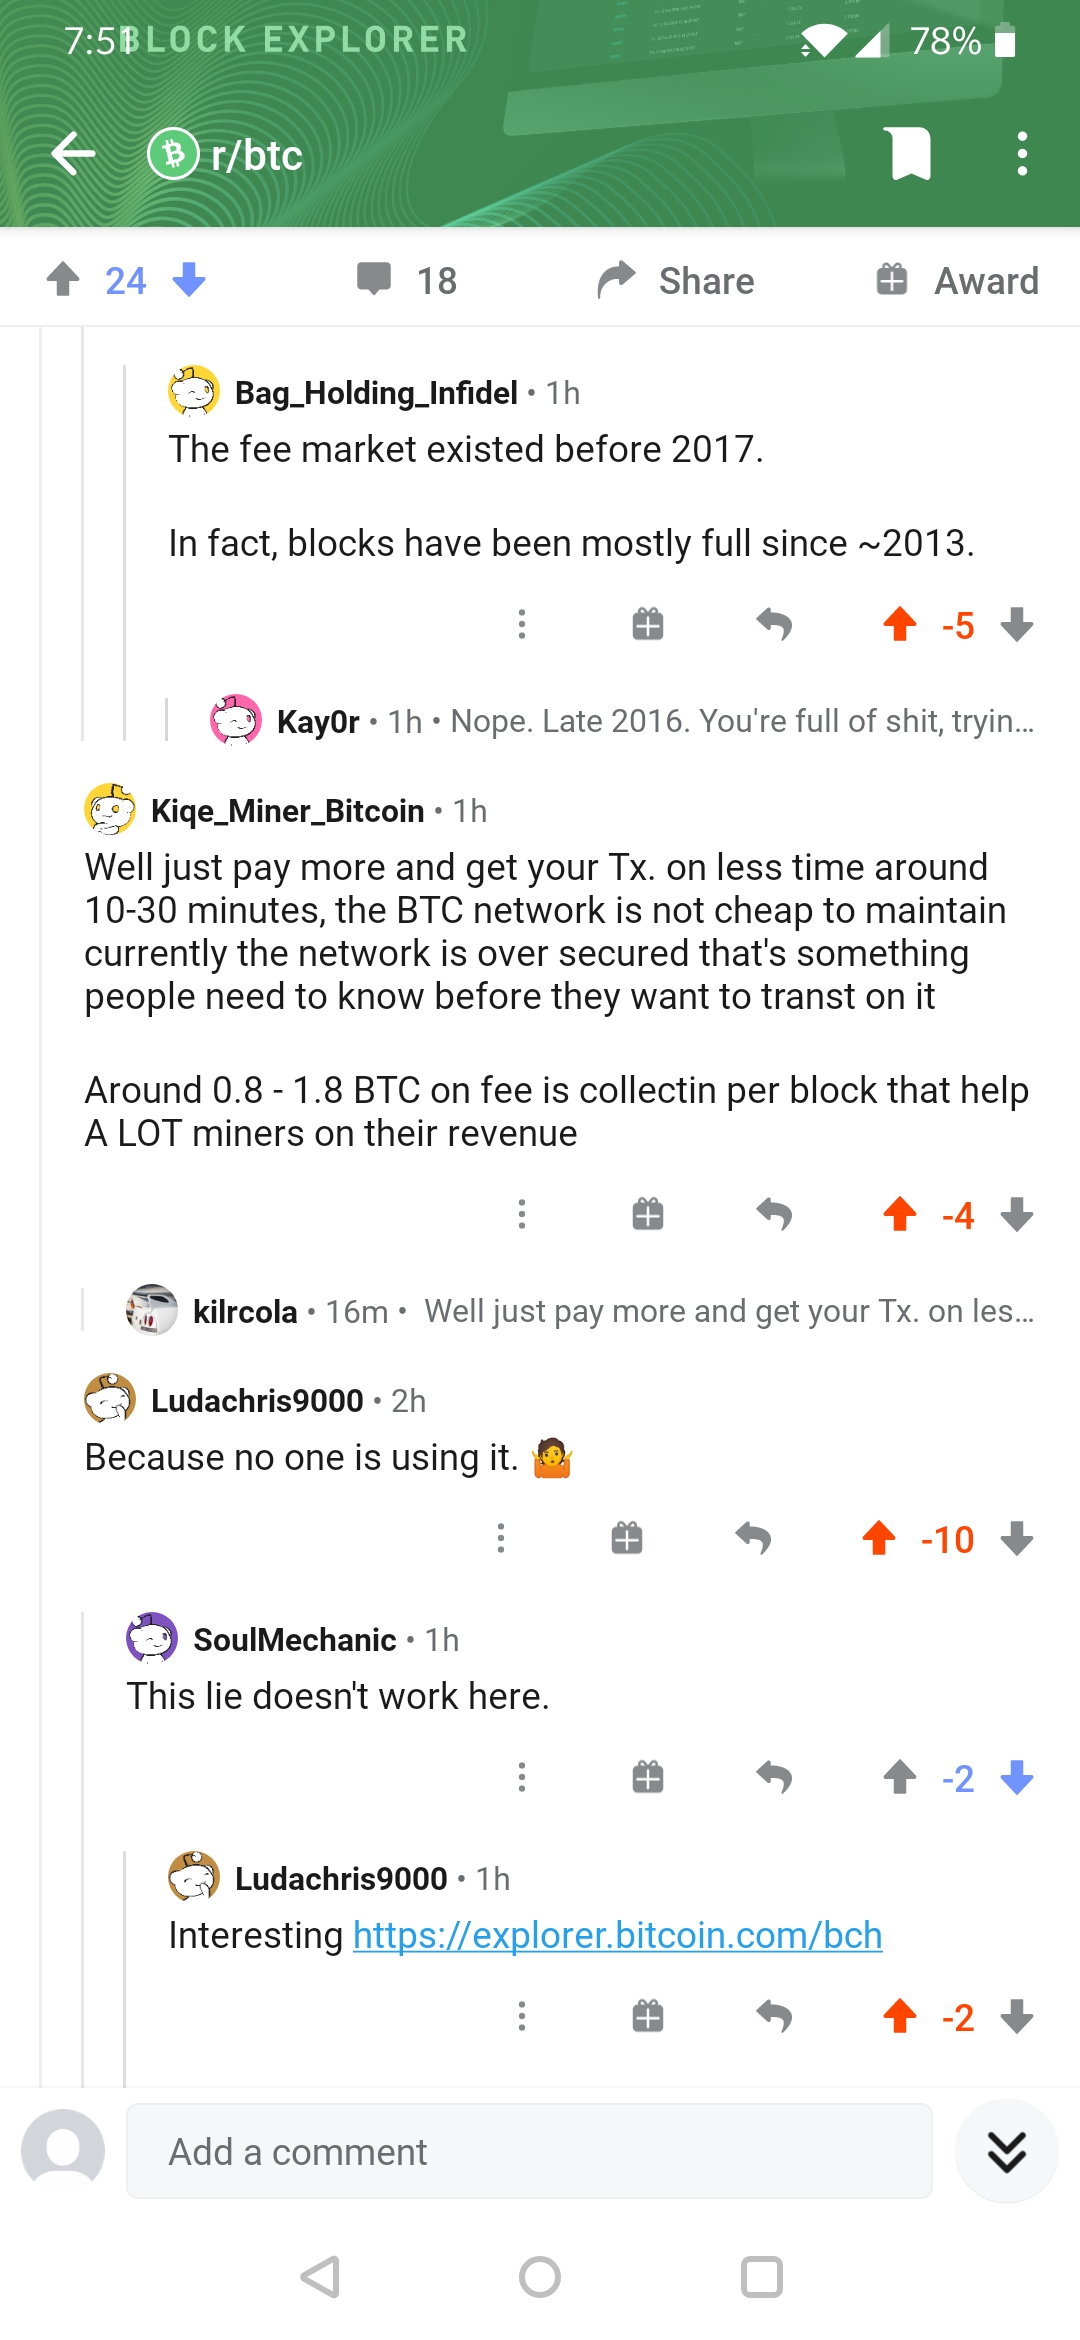 7:51
BLOCK EXPLORER
78%
r/btc
24
18
Share
Award
Bag_Holding_Infidel • 1h
The fee market existed before 2017.
In fact, blocks have been mostly full since ~2013.
-5
Kay0r • 1h • Nope. Late 2016. You're full of shit, tryin...
Kiqe_Miner_Bitcoin • 1h
Well just pay more and get your Tx. on less time around
10-30 minutes, the BTC network is not cheap to maintain
currently the network is over secured that's something
people need to know before they want to transt on it
Around 0.8 - 1.8 BTC on fee is collectin per block that help
A LOT miners on their revenue
-4
kilrcola • 16m • Well just pay more and get your Tx. on les...
Ludachris9000 • 2h
Because no one is using it. 🤷
-10
SoulMechanic • 1h
This lie doesn't work here.
-2
Ludachris9000 • 1h
Interesting https://explorer.bitcoin.com/bch
-2
Add a comment